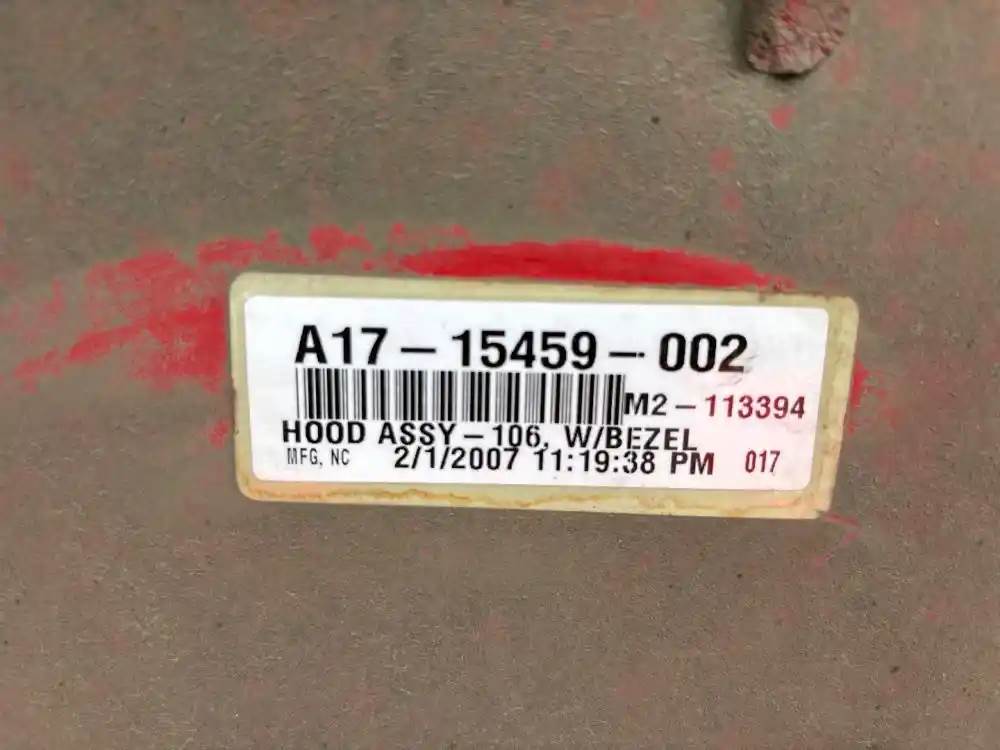 A17-15459-002
M2-113394
HOOD ASSY-106, W/BEZEL
MFG, NC 2/1/2007 11:19:38 PM 017